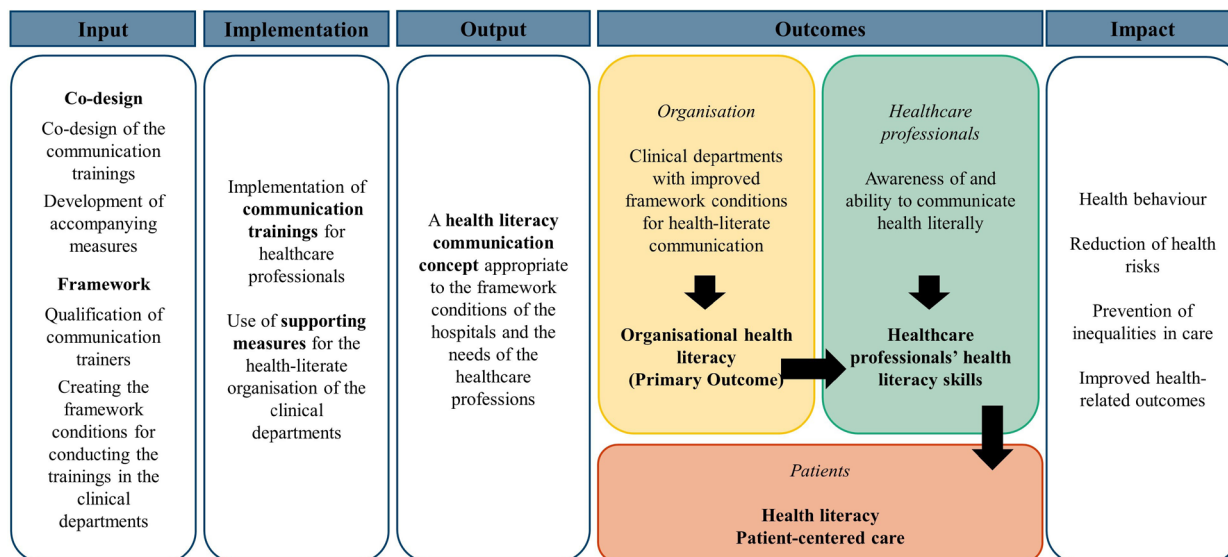 Input
Implementation
Output
Outcomes
Impact
Co-design
Co-design of the
communication
trainings
Development of
accompanying
measures
Framework
Qualification of
communication
trainers
Creating the
framework
conditions for
conducting the
trainings in the
clinical
departments
Implementation of
communication
trainings for
healthcare
professionals
Use of supporting
measures for the
health-literate
organisation of the
clinical
departments
A health literacy
communication
concept appropriate
to the framework
conditions of the
hospitals and the
needs of the
healthcare
professions
Organisation
Clinical departments
with improved
framework conditions
for health-literate
communication
Organisational health
literacy
(Primary Outcome)
Healthcare
professionals
Awareness of and
ability to communicate
health literally
Healthcare
professionals’ health
literacy skills
Patients
Health literacy
Patient-centered care
Health behaviour
Reduction of health
risks
Prevention of
inequalities in care
Improved health-
related outcomes